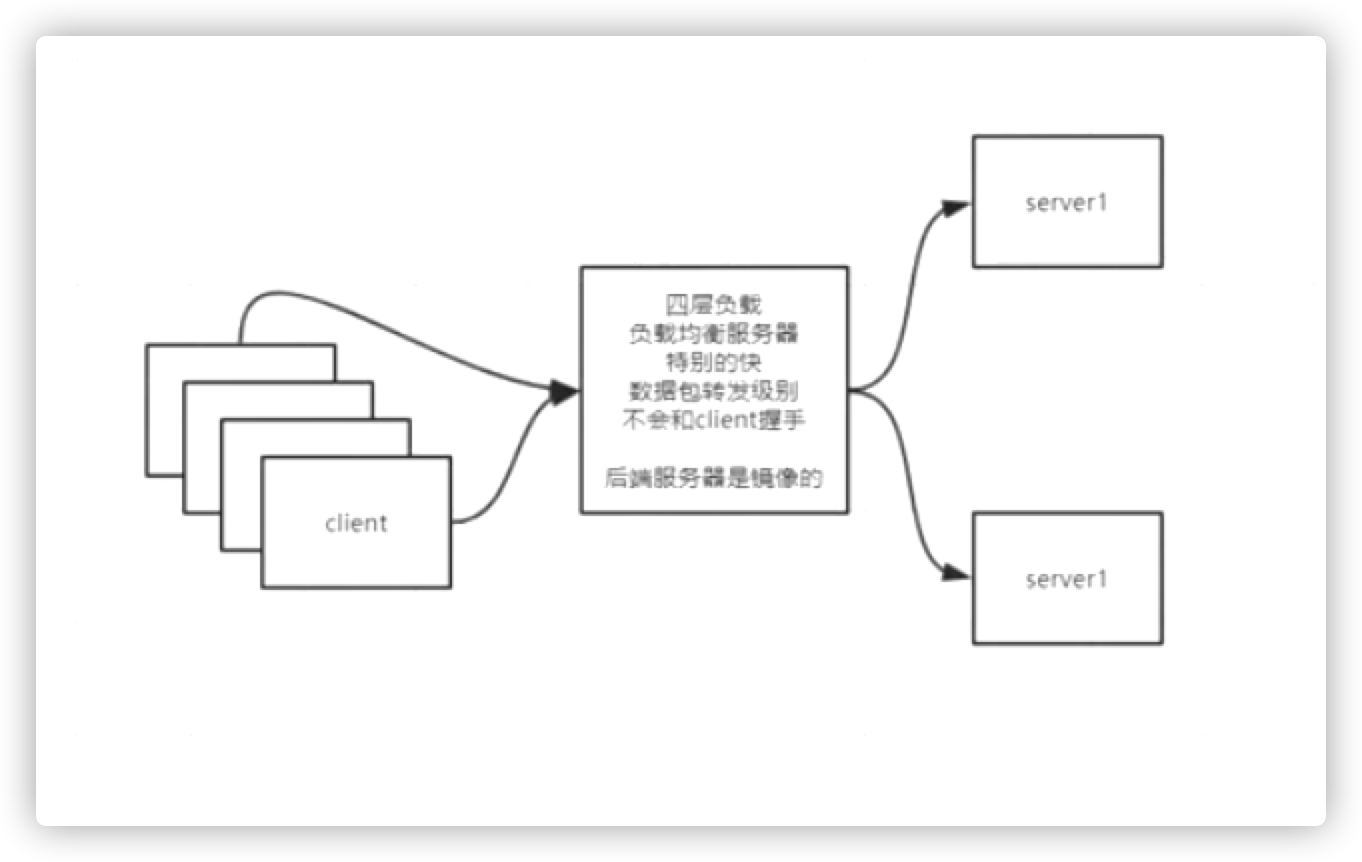 server1
四层负载
负载均衡服务器
特别的快
数据包转发级别
不会和client握手
后端服务器是镜像的
client
server1